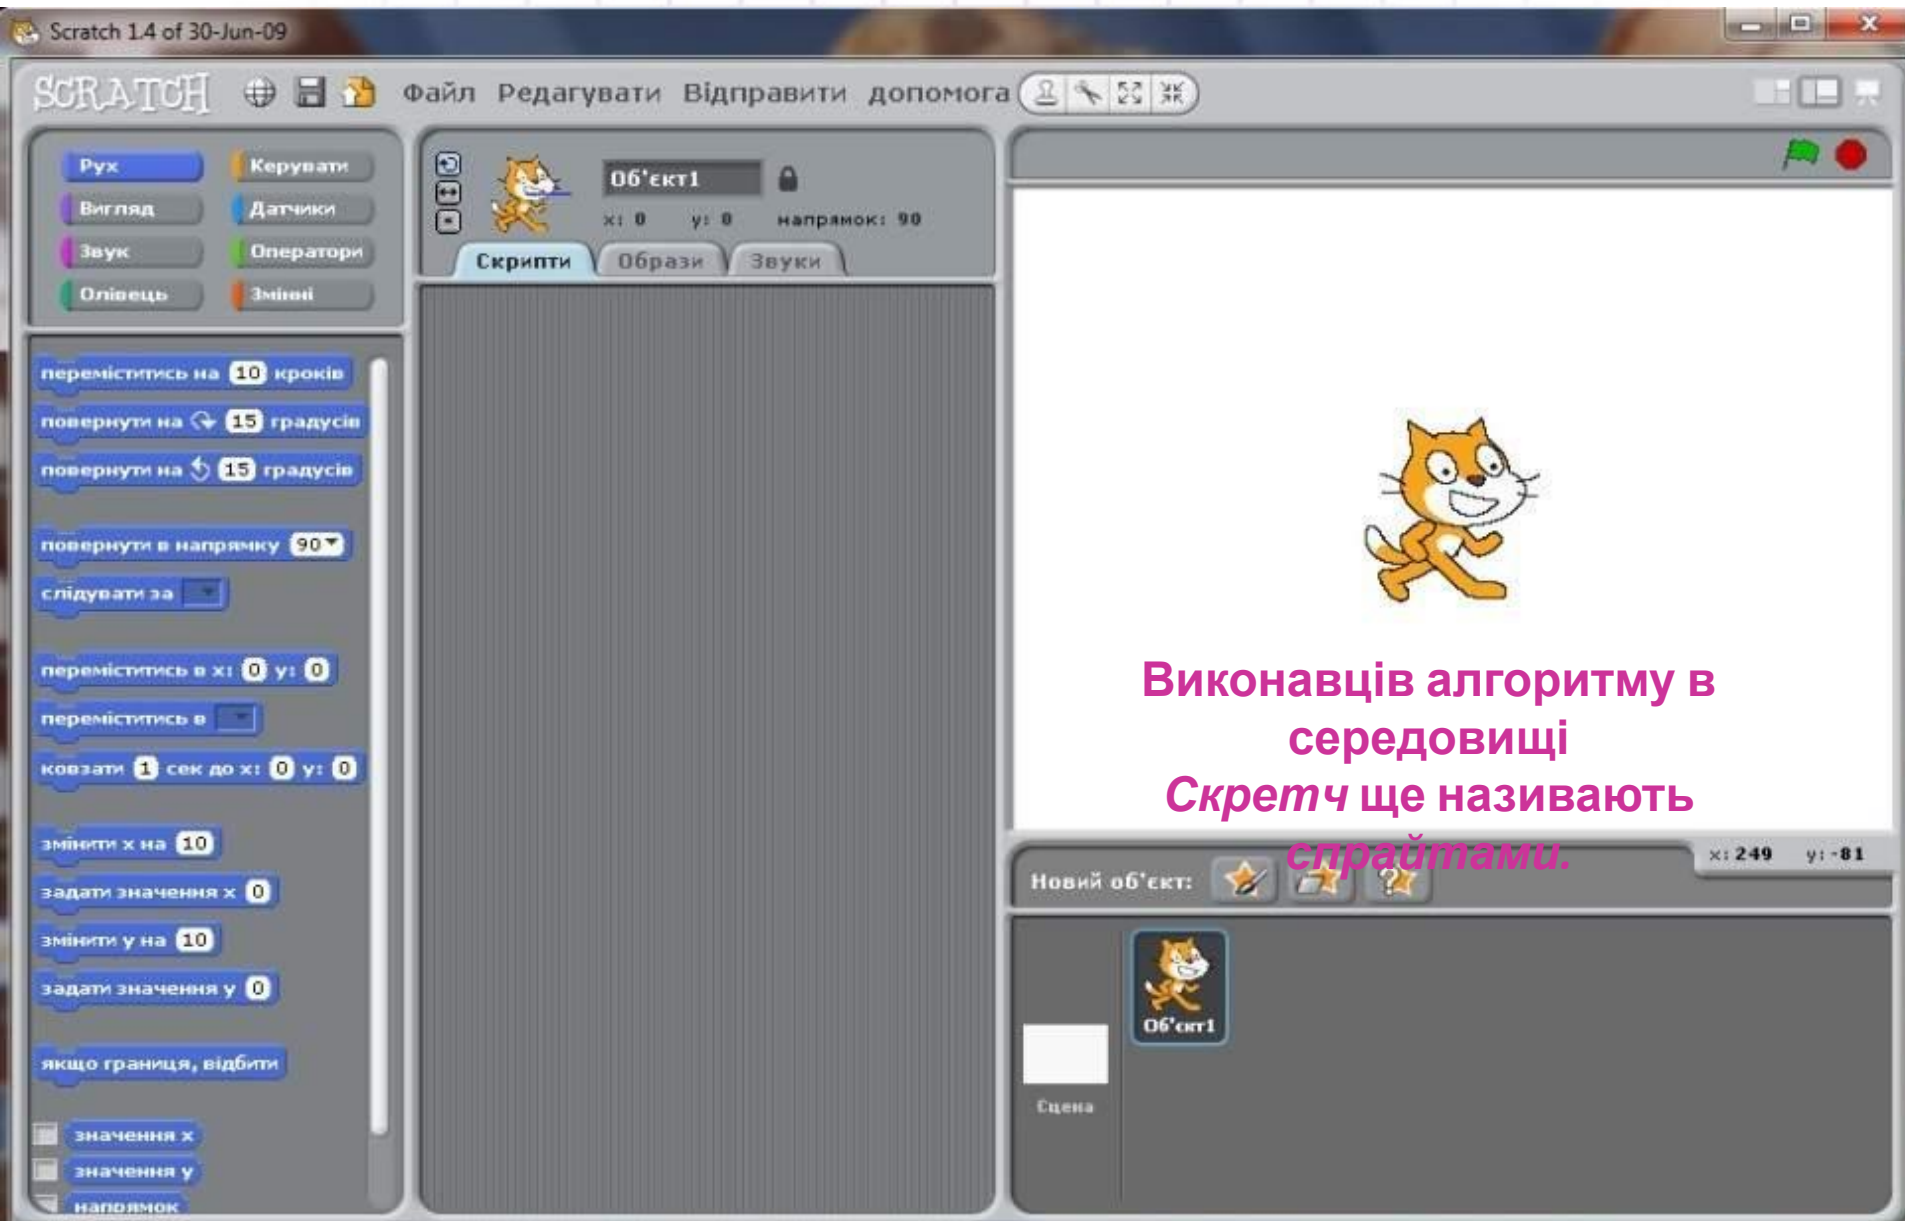 Scratch 1.4 of 30-Jun-09
SCRATCH Файл Редагувати Відправити допомога
Рух Керувати
Вигляд Датчики
Звук Оператори
Олівець Змінні
переміститись на 10 кроків
повернути на 15 градусів
повернути на 15 градусів
повернути в напрямку 90
слідувати за
переміститись в x: 0 y: 0
переміститись в
ковзати 1 сек до x: 0 y: 0
змінити x на 10
задати значення x 0
змінити y на 10
задати значення y 0
якщо границя, відбити
значення x
значення y
напрямок
Об'єкт1
x: 0 y: 0 напрямок: 90
Скрипти Образи Звуки
Виконавців алгоритму в
середовищі
Скретч ще називають
спрайтами.
x: 249 y: -81
Новий об'єкт:
Об'єкт1
Сцена